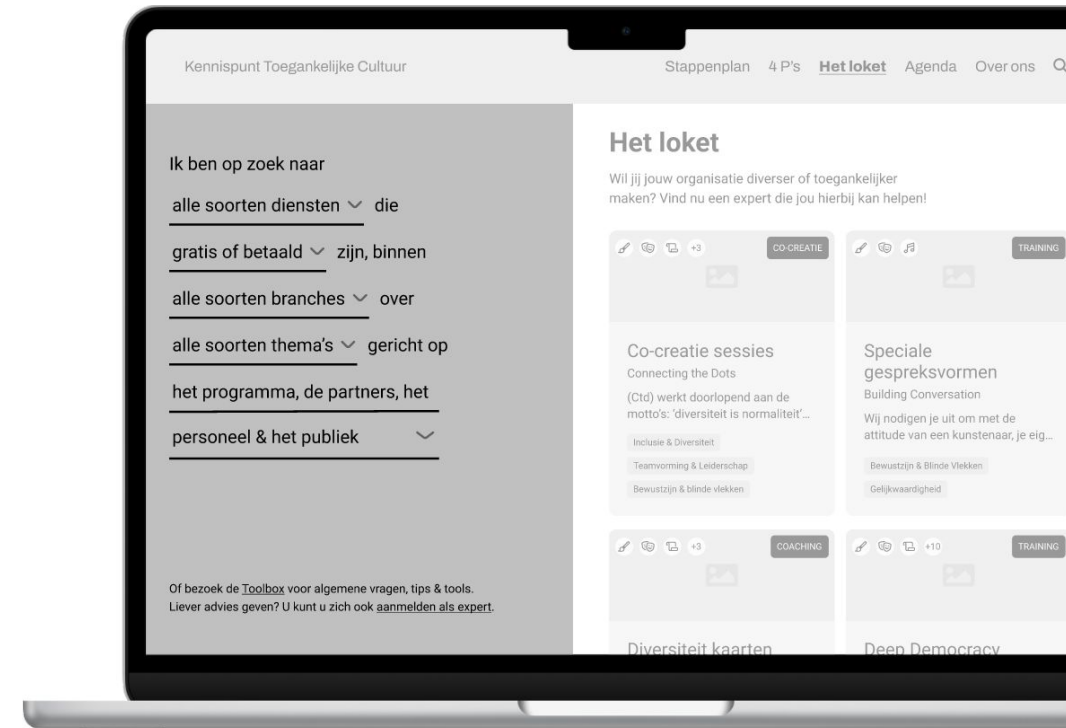 Kennispunt Toegankelijke Cultuur
Stappenplan 4 P's Het loket Agenda Over ons
Ik ben op zoek naar
alle soorten diensten die
gratis of betaald zijn, binnen
alle soorten branches over
alle soorten thema's gericht op
het programma, de partners, het
personeel & het publiek
Of bezoek de Toolbox voor algemene vragen, tips & tools.
Liever advies geven? U kunt u zich ook aanmelden als expert.
Het loket
Wil jij jouw organisatie diverser of toegankelijker
maken? Vind nu een expert die jou hierbij kan helpen!
+3 CO-CREATIE
Co-creatie sessies
Connecting the Dots
(Ctd) werkt doorlopend aan de
motto's: 'diversiteit is normaliteit'...
Inclusie & Diversiteit
Teamvorming & Leiderschap
Bewustzijn & blinde vlekken
TRAINING
Speciale
gespreksvormen
Building Conversation
Wij nodigen je uit om met de
attitude van een kunstenaar, je eig...
Bewustzijn & Blinde Vlekken
Gelijkwaardigheid
+3 COACHING
Diversiteit kaarten
+10 TRAINING
Deep Democracy